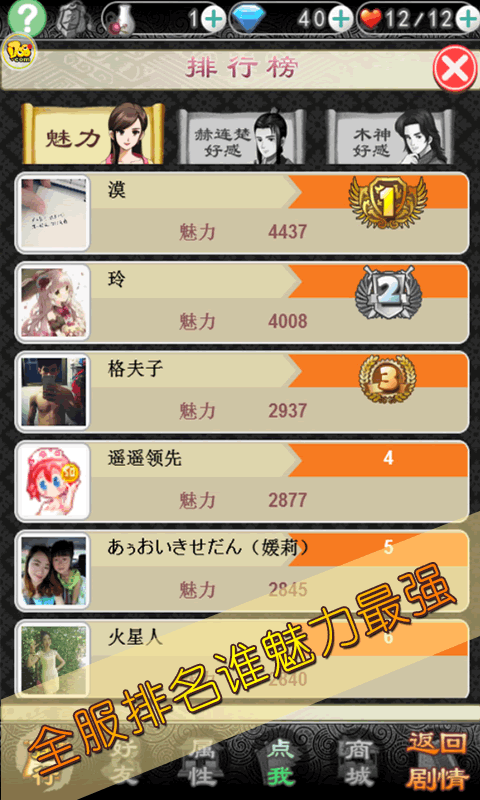 ?
1
40
12/12
排行榜
魅力
赫连楚
好感
木神
好感
漠
魅力 4437
1
玲
魅力 4008
2
格夫子
魅力 2937
3
遥遥领先
4
魅力 2877
あぅおいきせだん（媛莉）
5
魅力 2845
火星人
6
2840
全服排名谁魅力最强
行
好友
属性
点我
商城
返回
剧情